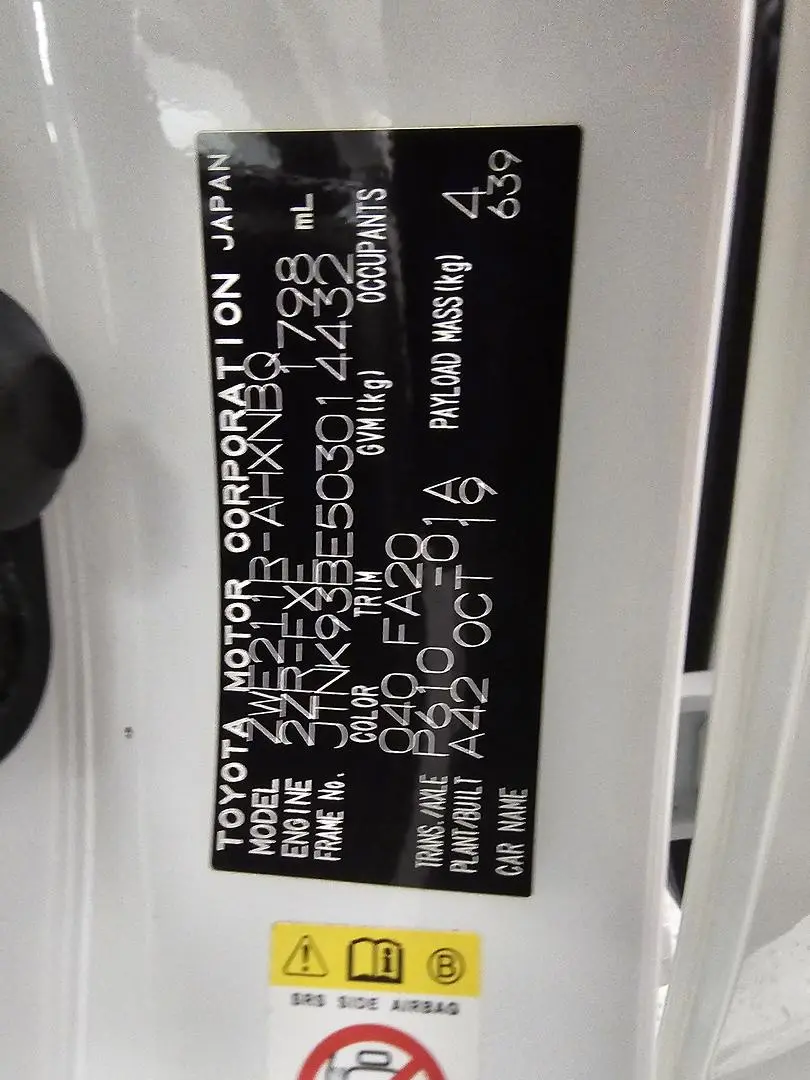 TOYOTA MOTOR CORPORATION JAPAN
MODEL ZWE211R-AHXNBQ
ENGINE 2ZR-FXE 1798 mL
FRAME No. JTNK93BE503014432
COLOR TRIM GVM(kg) OCCUPANTS
040 FA20
TRANS./AXLE P610 -01A PAYLOAD MASS(kg)
PLANT/BUILT A42 OCT 19 4
CAR NAME 639
B
SRS SIDE AIRBAG